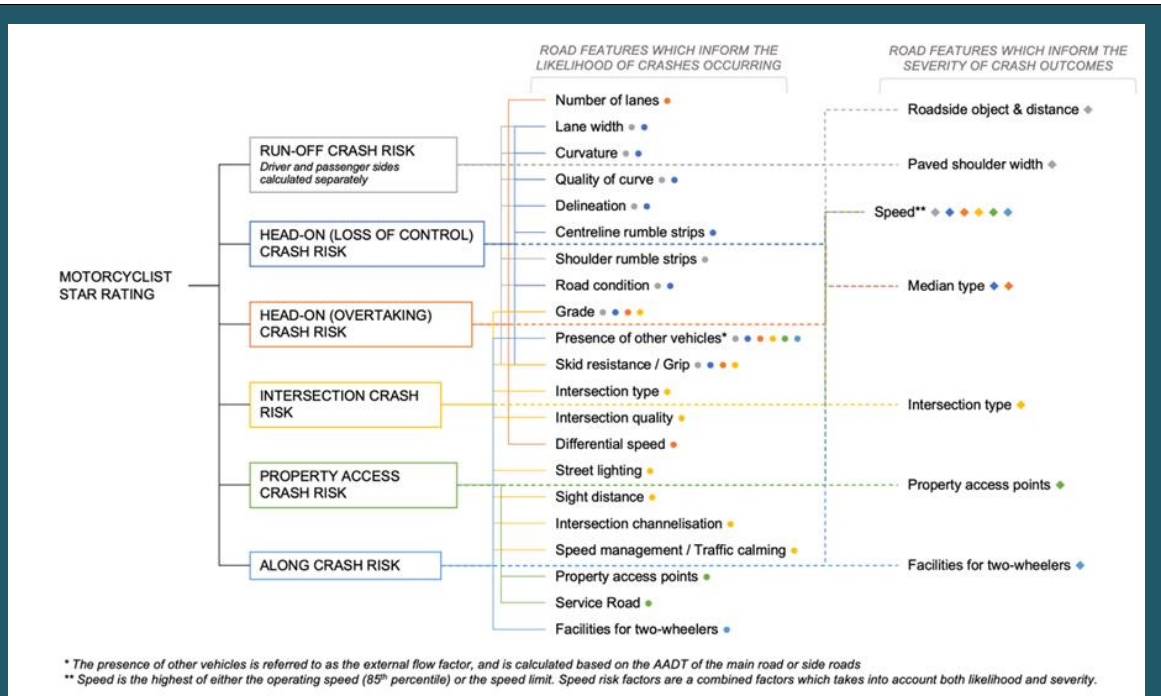 ROAD FEATURES WHICH INFORM THE
LIKELIHOOD OF CRASHES OCCURRING
ROAD FEATURES WHICH INFORM THE
SEVERITY OF CRASH OUTCOMES
MOTORCYCLIST
STAR RATING
RUN-OFF CRASH RISK
Driver and passenger sides
calculated separately
HEAD-ON (LOSS OF CONTROL)
CRASH RISK
HEAD-ON (OVERTAKING)
CRASH RISK
INTERSECTION CRASH
RISK
PROPERTY ACCESS
CRASH RISK
ALONG CRASH RISK
Number of lanes
Lane width
Curvature
Quality of curve
Delineation
Centreline rumble strips
Shoulder rumble strips
Road condition
Grade
Presence of other vehicles*
Skid resistance / Grip
Intersection type
Intersection quality
Differential speed
Street lighting
Sight distance
Intersection channelisation
Speed management / Traffic calming
Property access points
Service Road
Facilities for two-wheelers
Roadside object & distance
Paved shoulder width
Speed**
Median type
Intersection type
Property access points
Facilities for two-wheelers
* The presence of other vehicles is referred to as the external flow factor, and is calculated based on the AADT of the main road or side roads
** Speed is the highest of either the operating speed (85th percentile) or the speed limit. Speed risk factors are a combined factors which takes into account both likelihood and severity.